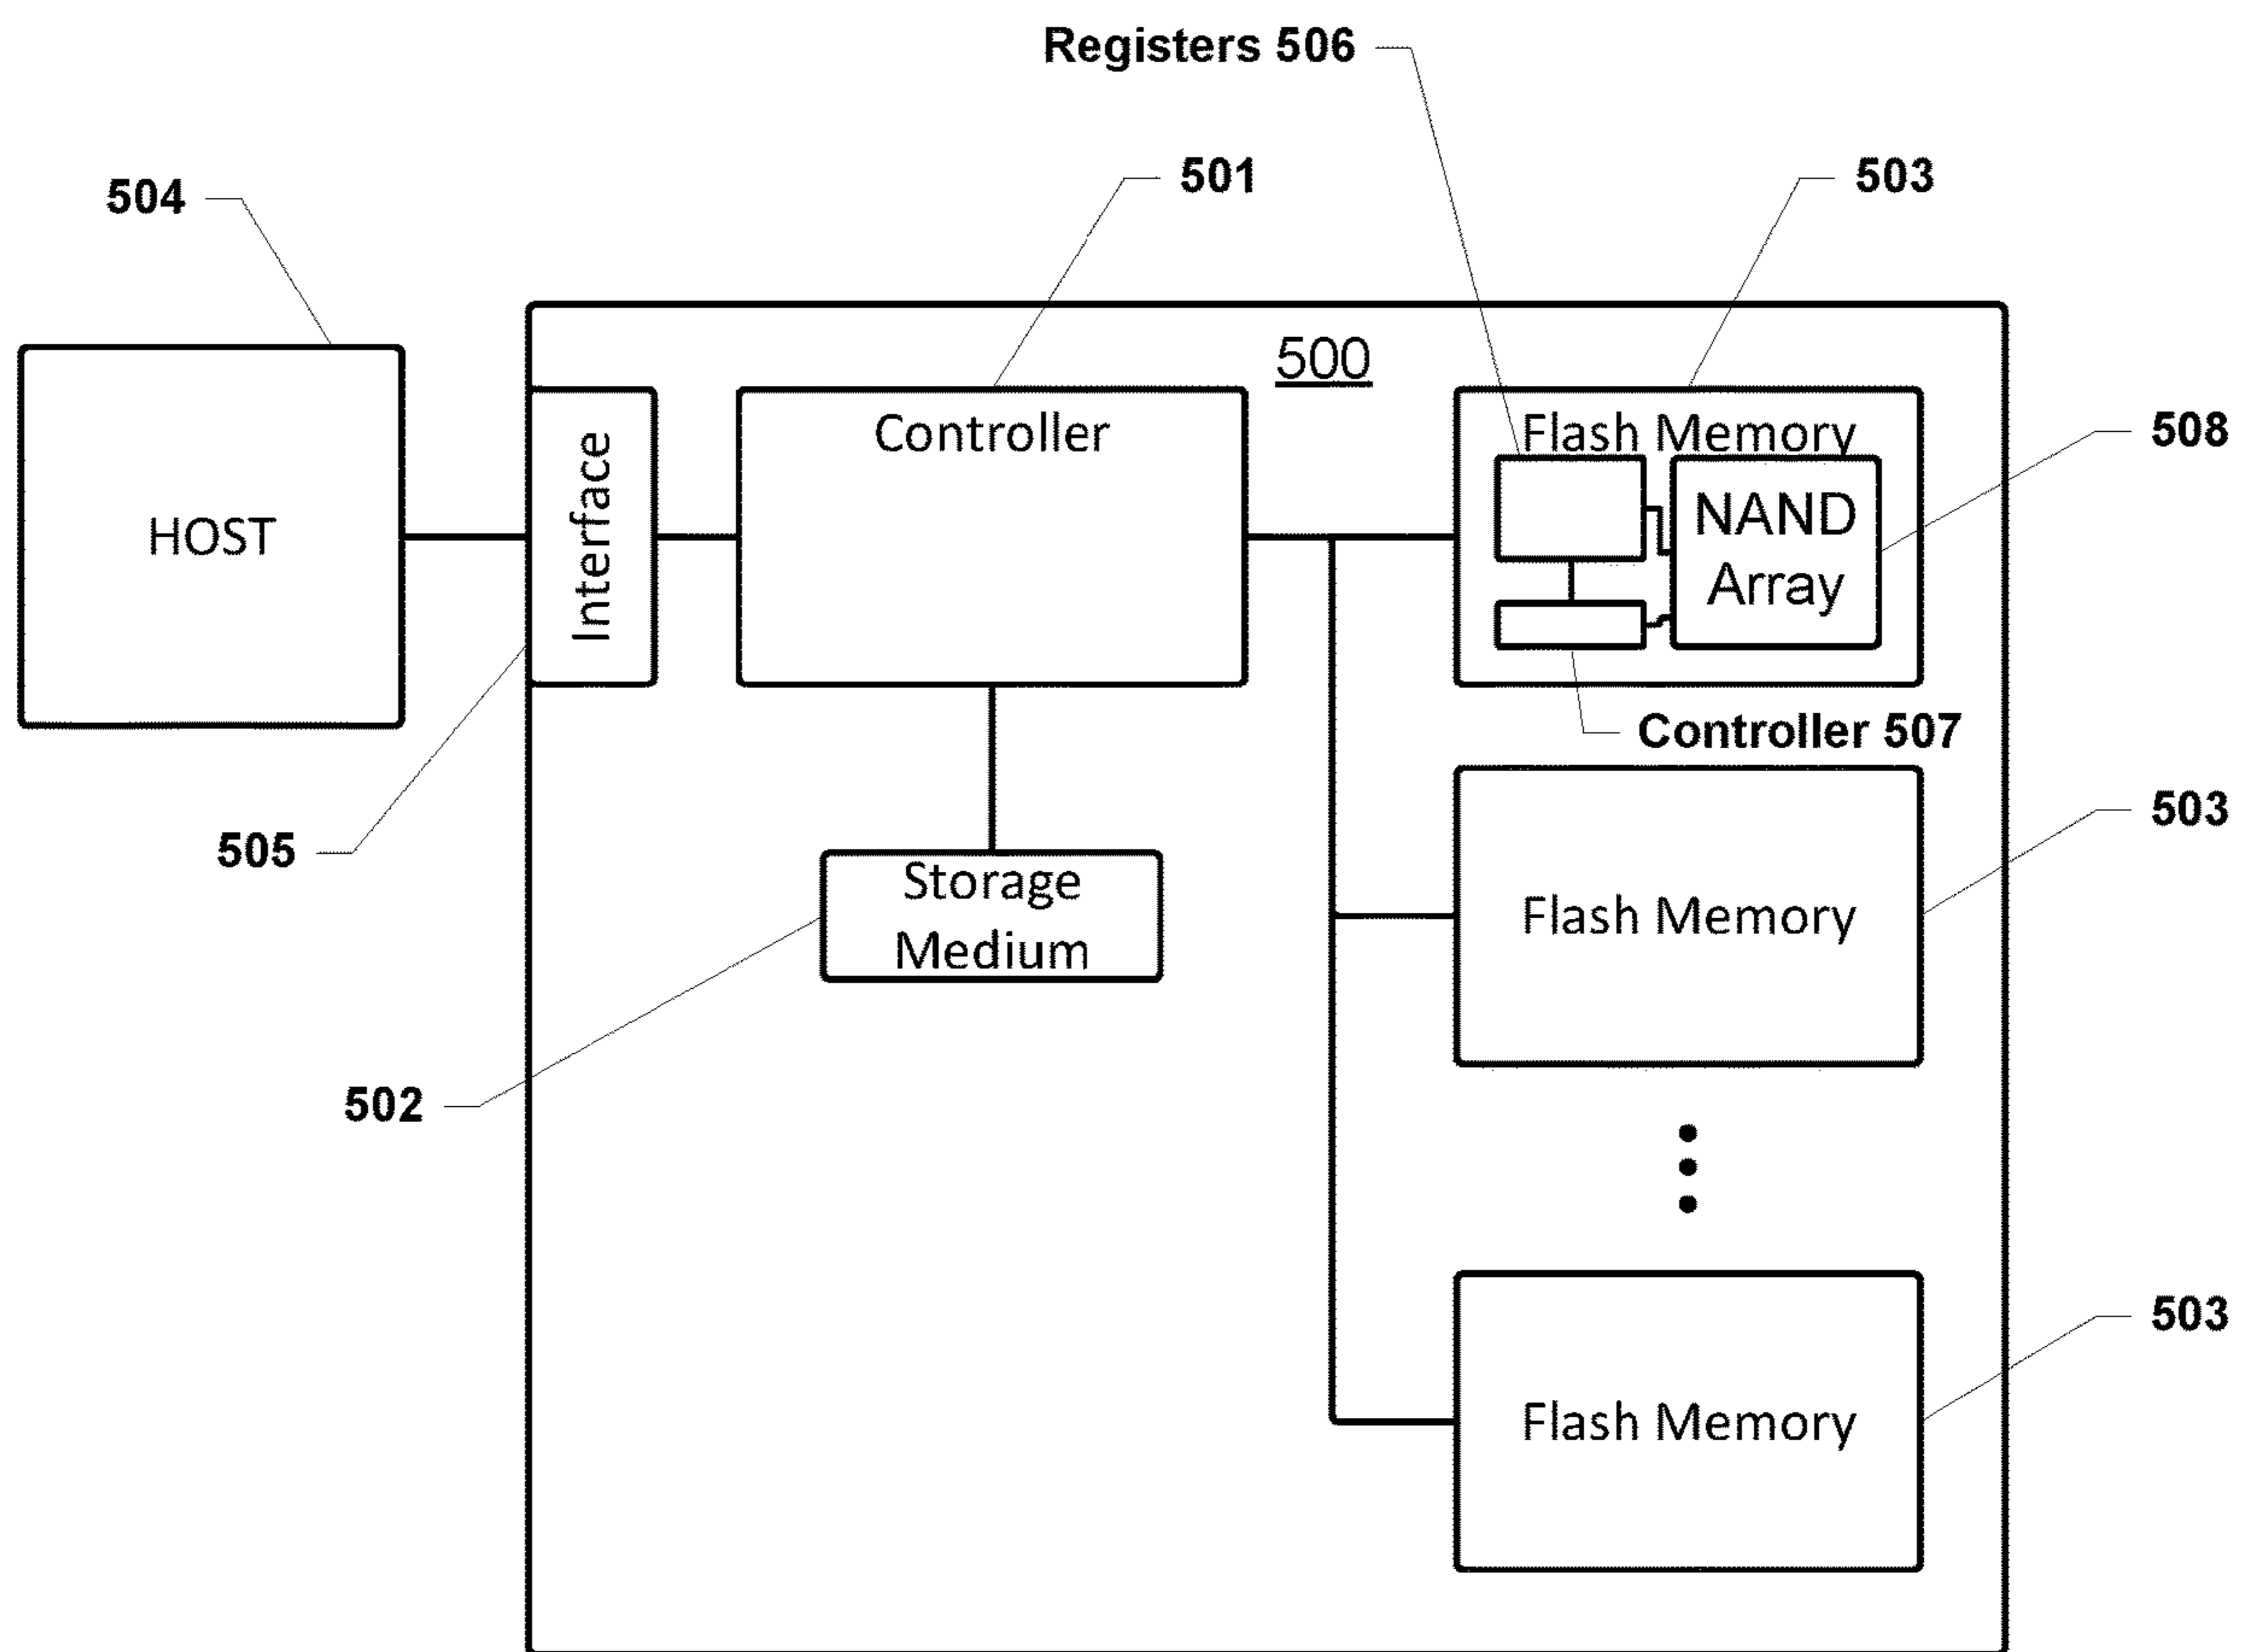 Registers 506
504
501
503
500
HOST
Interface
Controller
Flash Memory
508
NAND
Array
Controller 507
505
Storage
Medium
Flash Memory
503
502
Flash Memory
503